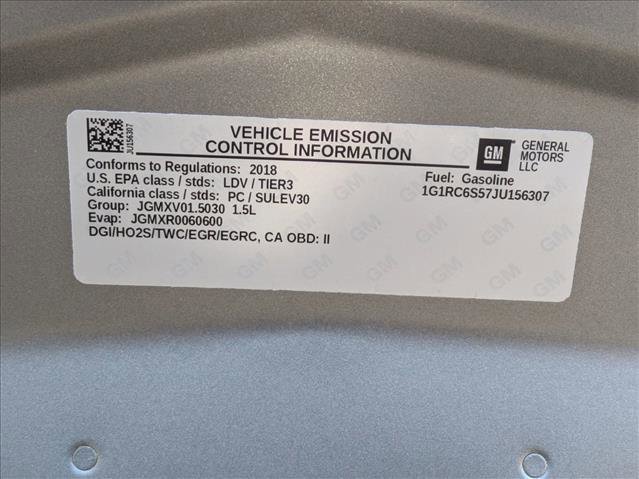 JU156307
VEHICLE EMISSION
CONTROL INFORMATION
GM
GENERAL
MOTORS
LLC
Conforms to Regulations: 2018
U.S. EPA class / stds: LDV / TIER3
California class / stds: PC / SULEV30
Group: JGMXV01.5030 1.5L
Evap: JGMXR0060600
DGI/HO2S/TWC/EGR/EGRC, CA OBD: II
Fuel: Gasoline
1G1RC6S57JU156307